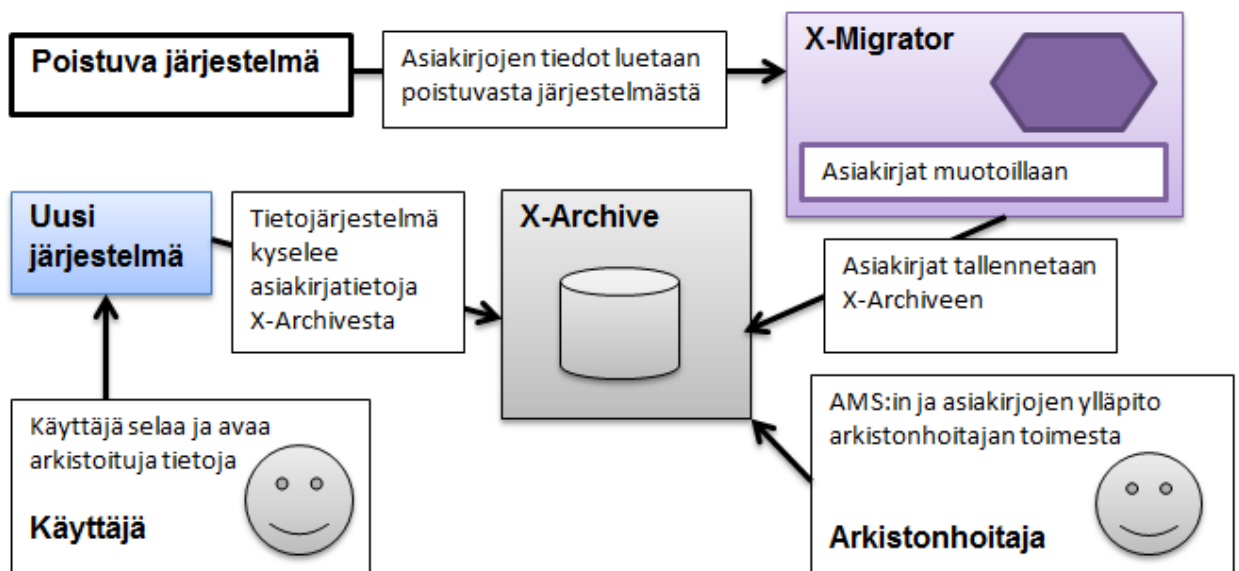 Poistuva järjestelmä
Asiakirjojen tiedot luetaan
poistuvasta järjestelmästä
X-Migrator
Asiakirjat muotoillaan
Uusi
järjestelmä
Tietojärjestelmä
kyselee
asiakirjatietoja
X-Archivesta
X-Archive
Asiakirjat tallennetaan
X-Archiveen
Käyttäjä selaa ja avaa
arkistoituja tietoja
Käyttäjä
AMS:in ja asiakirjojen ylläpito
arkistonhoitajan toimesta
Arkistonhoitaja